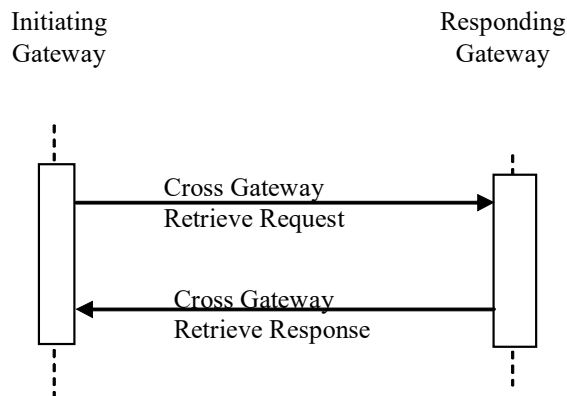 Initiating
Gateway
Responding
Gateway
Cross Gateway
Retrieve Request
Cross Gateway
Retrieve Response